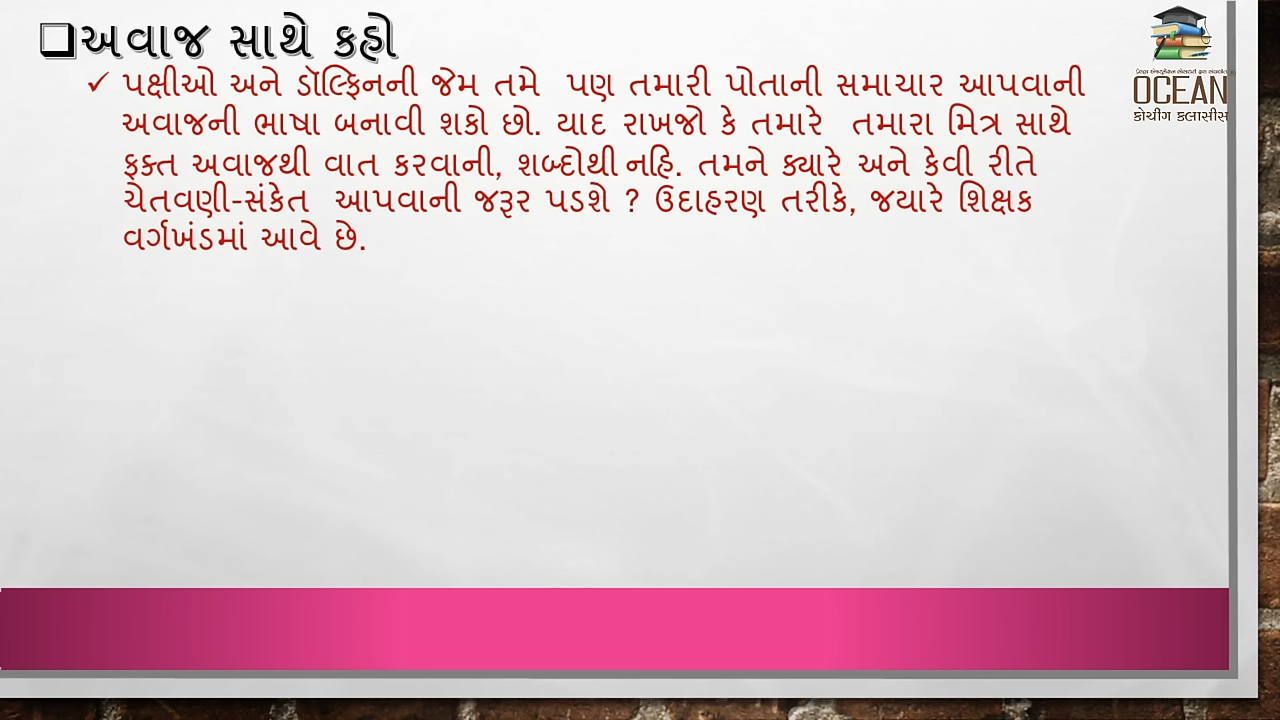 અવાજ સાથે કહો
પક્ષીઓ અને ડૉલ્ફિનની જેમ તમે પણ તમારી પોતાની સમાચાર આપવાની
અવાજની ભાષા બનાવી શકો છો. યાદ રાખજો કે તમારે તમારા મિત્ર સાથે
ફક્ત અવાજથી વાત કરવાની, શબ્દોથી નહિ. તમને ક્યારે અને કેવી રીતે
ચેતવણી-સંકેત આપવાની જરૂર પડશે ? ઉદાહરણ તરીકે, જયારે શિક્ષક
વર્ગખંડમાં આવે છે.
OCEAN
કોચીગ કલાસીસ